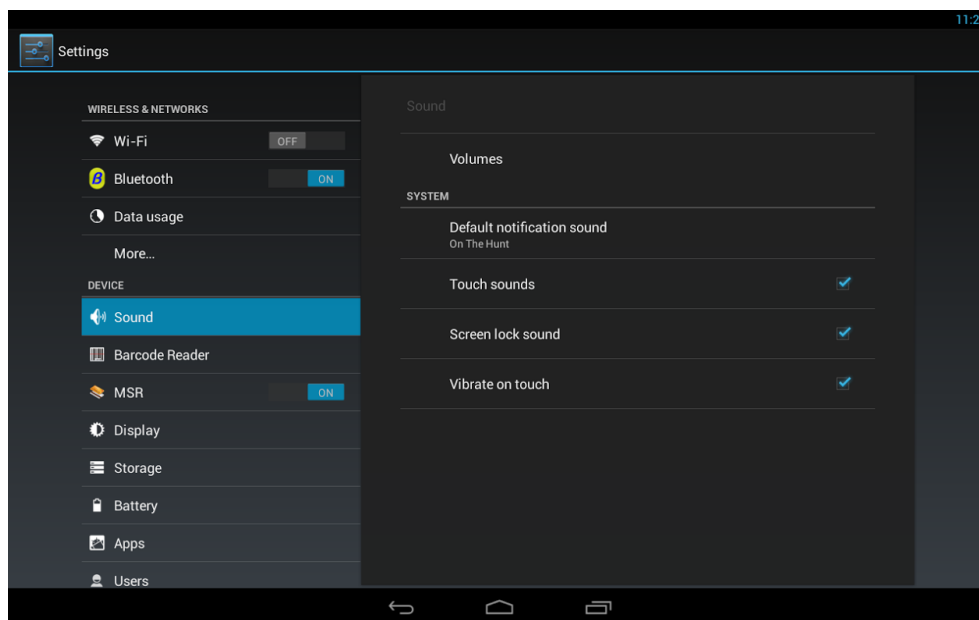 11:2
Settings
WIRELESS & NETWORKS
Wi-Fi
OFF
Bluetooth
ON
Data usage
More...
DEVICE
Sound
Barcode Reader
MSR
ON
Display
Storage
Battery
Apps
Users
Sound
Volumes
SYSTEM
Default notification sound
On The Hunt
Touch sounds
Screen lock sound
Vibrate on touch